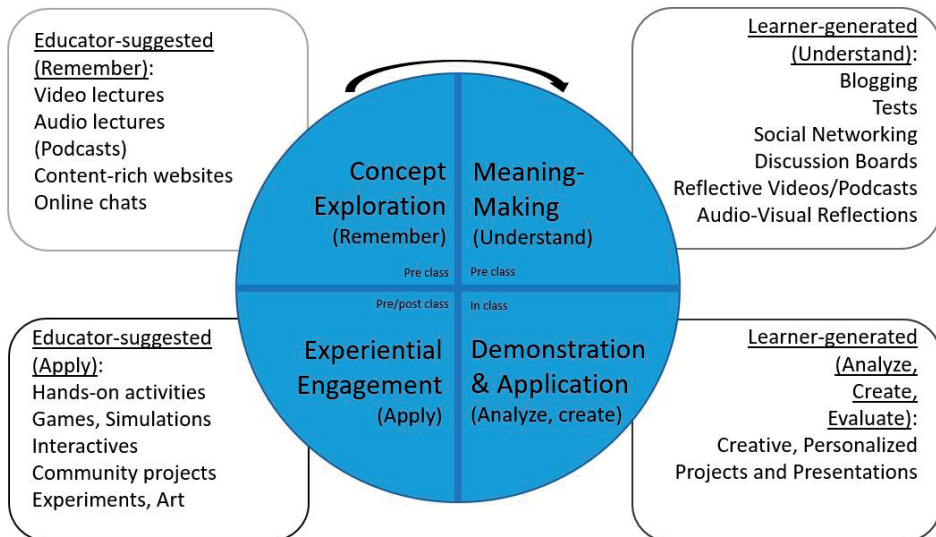 Educator-suggested
(Remember):
Video lectures
Audio lectures
(Podcasts)
Content-rich websites
Online chats
Learner-generated
(Understand):
Blogging
Tests
Social Networking
Discussion Boards
Reflective Videos/Podcasts
Audio-Visual Reflections
Concept
Exploration
(Remember)
Pre class
Meaning-
Making
(Understand)
Pre class
Pre/post class
Experiential
Engagement
(Apply)
In class
Demonstration
& Application
(Analyze, create)
Educator-suggested
(Apply):
Hands-on activities
Games, Simulations
Interactives
Community projects
Experiments, Art
Learner-generated
(Analyze,
Create,
Evaluate):
Creative, Personalized
Projects and Presentations